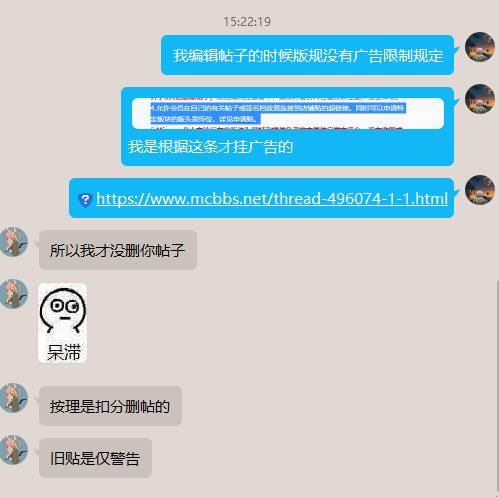 15:22:19
我编辑帖子的时候版规没有广告限制规定
4.允许会员在自己的有关帖子或签名档放置连接到店铺贴的超链接。同时可以申请特
定板块的版头宣传位，详见申请贴。
我是根据这条才挂广告的
https://www.mcbbs.net/thread-496074-1-1.html
所以我才没删你帖子
呆滞
按理是扣分删帖的
旧贴是仅警告